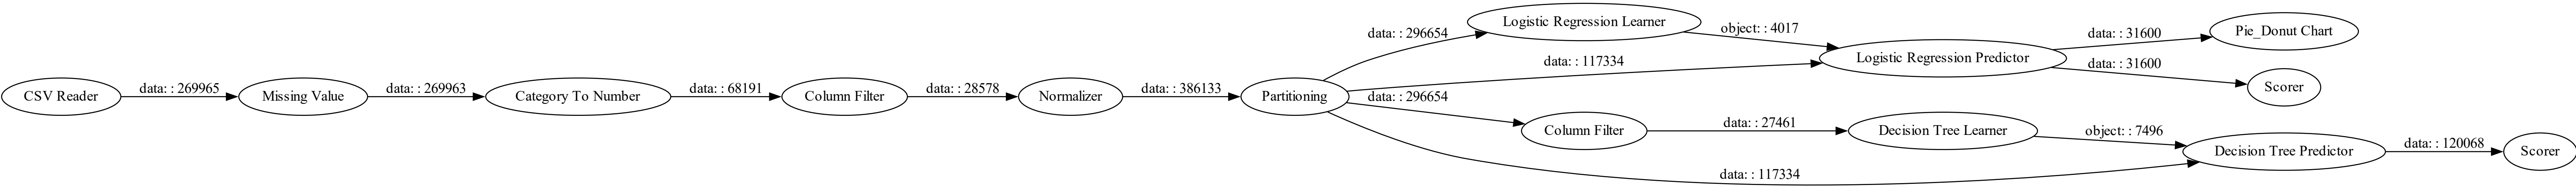 CSV Reader
data: : 269965
Missing Value
data: : 269963
Category To Number
data: : 68191
Column Filter
data: : 28578
Normalizer
data: : 386133
Partitioning
data: : 296654
Logistic Regression Learner
object: : 4017
data: : 117334
Logistic Regression Predictor
data: : 31600
Pie_Donut Chart
data: : 31600
Scorer
data: : 296654
Column Filter
data: : 27461
Decision Tree Learner
object: : 7496
data: : 117334
Decision Tree Predictor
data: : 120068
Scorer